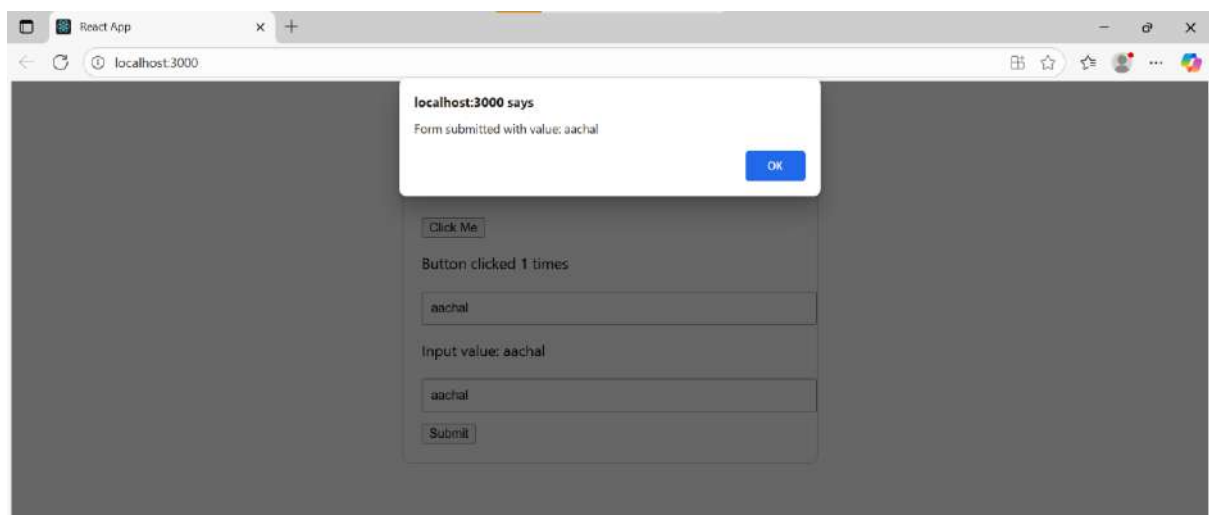 React App
localhost:3000
localhost:3000 says
Form submitted with value: aachal
OK
Click Me
Button clicked 1 times
aachal
Input value: aachal
aachal
Submit